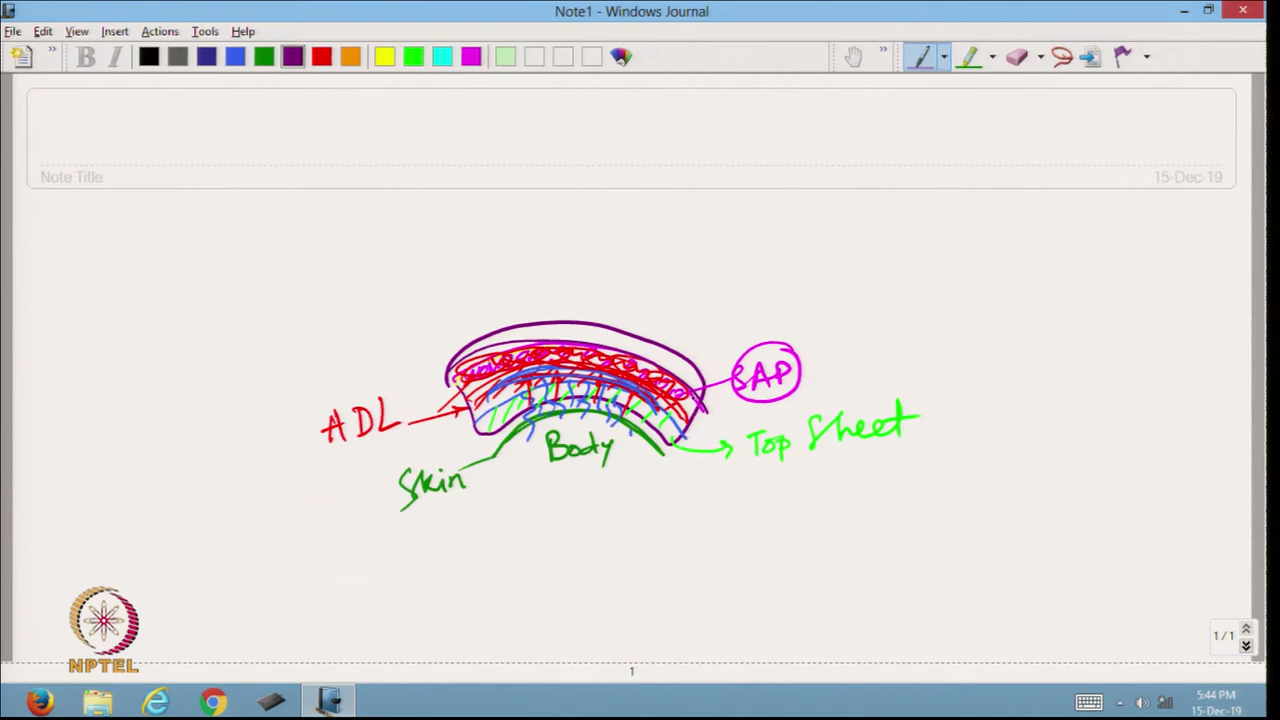 Note1 - Windows Journal
File Edit View Insert Actions Tools Help
B I
Note Title
15-Dec-19
SAP
ADL
Top Sheet
Body
Skin
NPTEL
1 / 1
1
5:44 PM
15-Dec-19